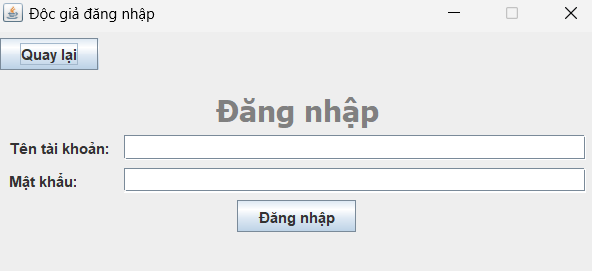 Độc giả đăng nhập
Quay lại
Đăng nhập
Tên tài khoản:
Mật khẩu:
Đăng nhập